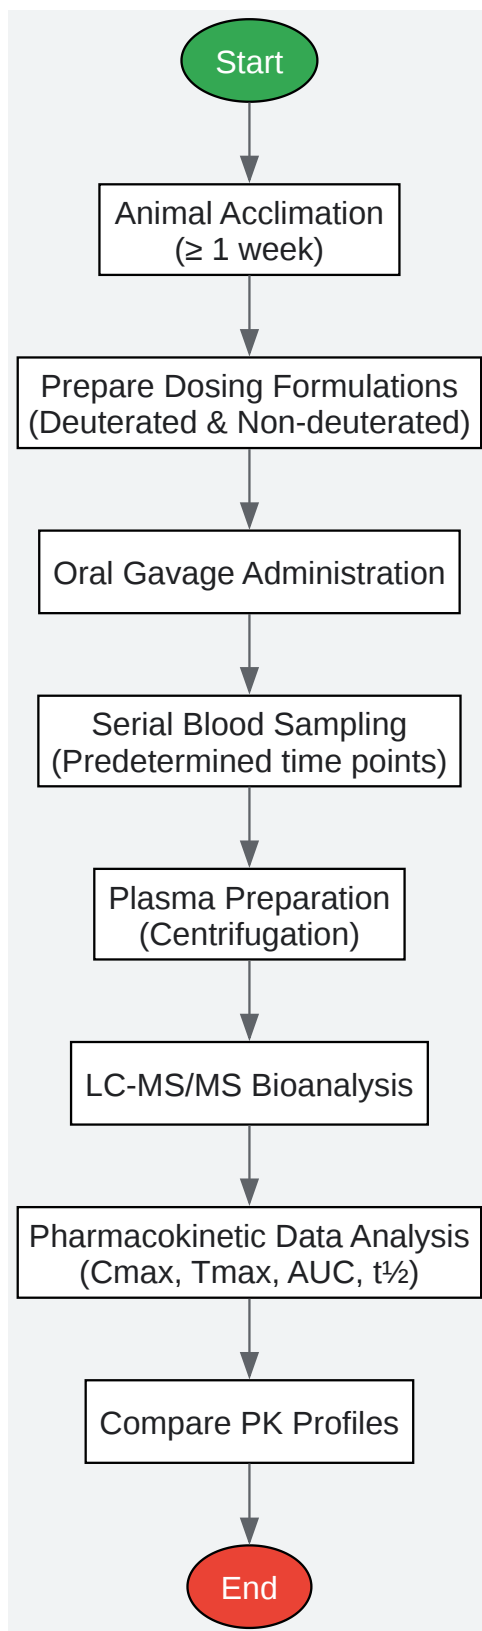 Start
Animal Acclimation
(≥ 1 week)
Prepare Dosing Formulations
(Deuterated & Non-deuterated)
Oral Gavage Administration
Serial Blood Sampling
(Predetermined time points)
Plasma Preparation
(Centrifugation)
LC-MS/MS Bioanalysis
Pharmacokinetic Data Analysis
(Cmax, Tmax, AUC, t½)
Compare PK Profiles
End